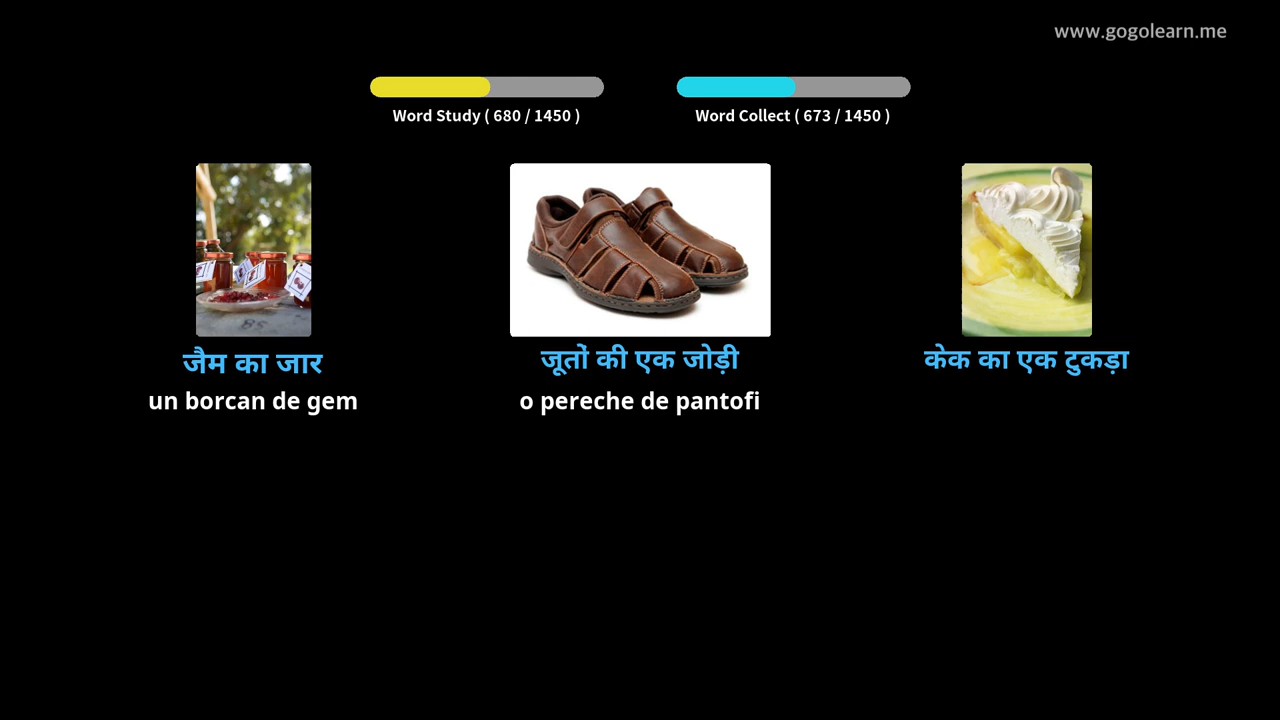 www.gogolearn.me
Word Study ( 680 / 1450 )
Word Collect ( 673 / 1450 )
जैम का जार
un borcan de gem
जूतों की एक जोड़ी
o pereche de pantofi
केक का एक टुकड़ा